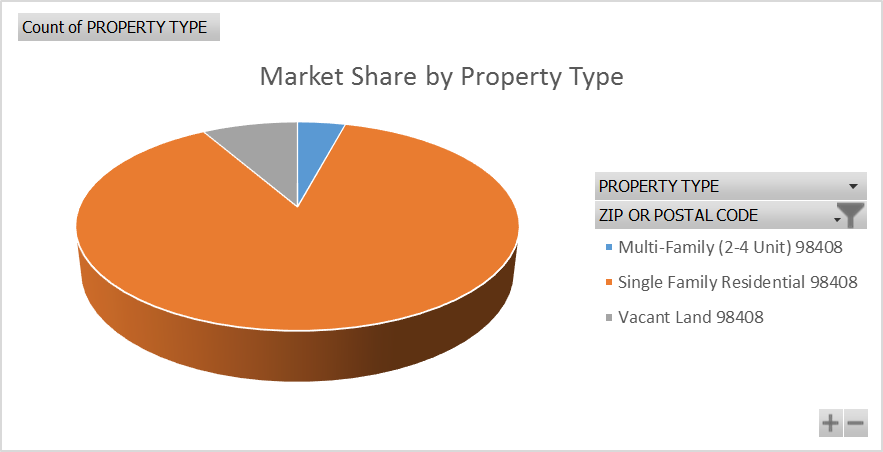 Count of PROPERTY TYPE
Market Share by Property Type
PROPERTY TYPE
ZIP OR POSTAL CODE
Multi-Family (2-4 Unit) 98408
Single Family Residential 98408
Vacant Land 98408